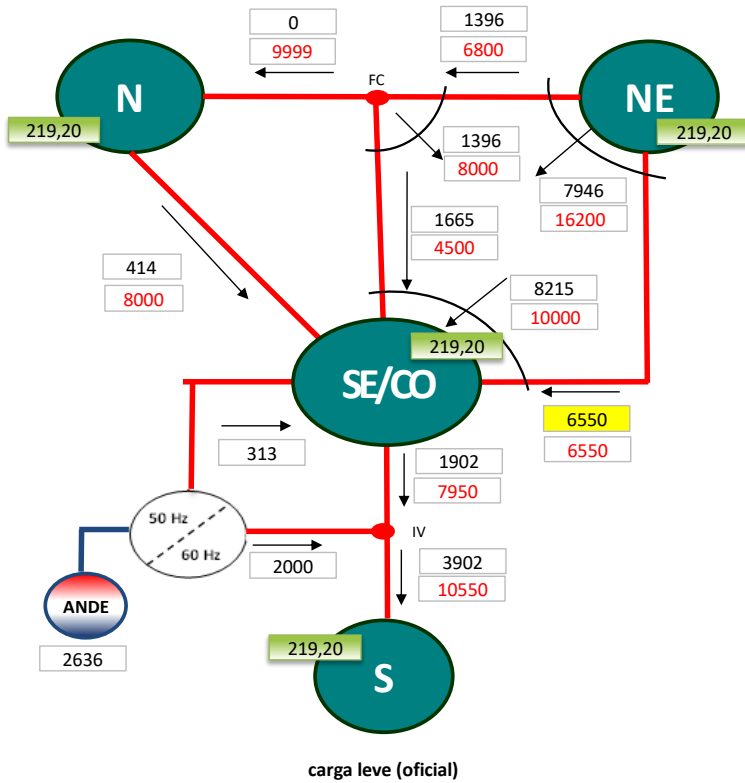 0
9999
1396
6800
FC
N
NE
219,20
219,20
1396
8000
7946
16200
1665
4500
414
8000
8215
10000
219,20
SE/CO
6550
6550
313
1902
7950
50 Hz
60 Hz
IV
2000
3902
10550
ANDE
2636
219,20
S
carga leve (oficial)